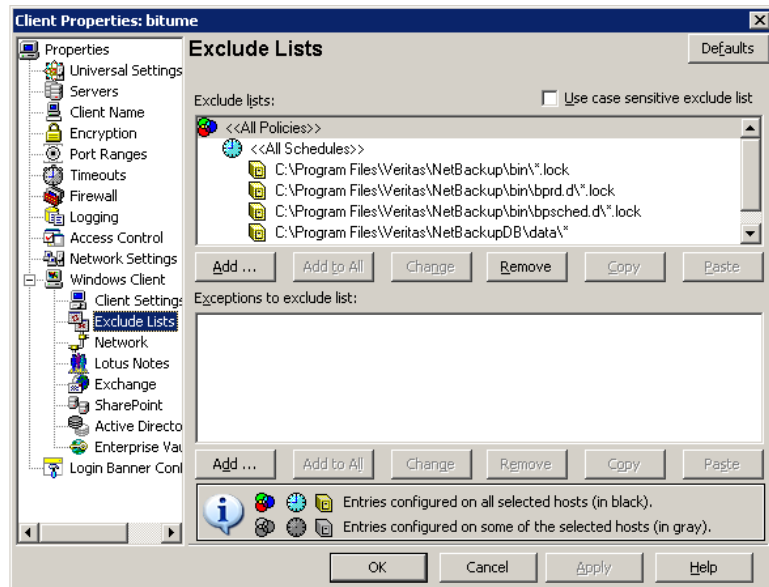 Client Properties: bitume
Properties
Universal Settings
Servers
Client Name
Encryption
Port Ranges
Timeouts
Firewall
Logging
Access Control
Network Settings
Windows Client
Client Settings
Exclude Lists
Network
Lotus Notes
Exchange
SharePoint
Active Directo
Enterprise Vau
Login Banner Conf
Exclude Lists
Defaults
Exclude lists:
Use case sensitive exclude list
<<All Policies>>
<<All Schedules>>
C:\Program Files\Veritas\NetBackup\bin\*.lock
C:\Program Files\Veritas\NetBackup\bin\bprd.d\*.lock
C:\Program Files\Veritas\NetBackup\bin\bpsched.d\*.lock
C:\Program Files\Veritas\NetBackupDB\data\*
Add ... Add to All Change Remove Copy Paste
Exceptions to exclude list:
Add ... Add to All Change Remove Copy Paste
Entries configured on all selected hosts (in black).
Entries configured on some of the selected hosts (in gray).
OK Cancel Apply Help